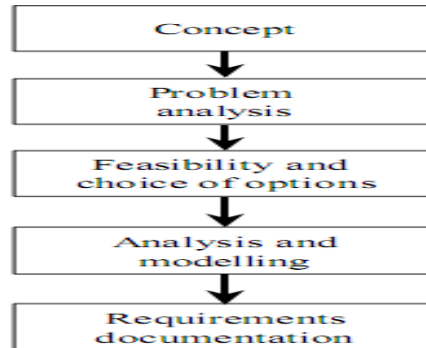 Concept
Problem
analysis
Feasibility and
choice of options
Analysis and
modelling
Requirements
documentation